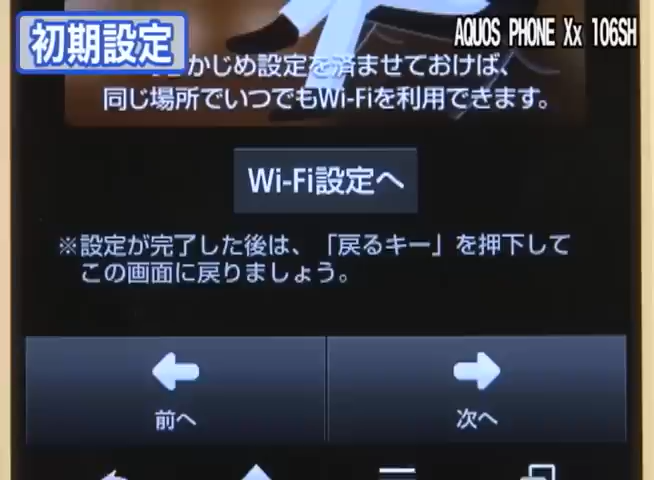 初期設定
AQUOS PHONE Xx 106SH
かじめ設定を済ませておけば、
同じ場所でいつでもWi-Fiを利用できます。
Wi-Fi設定へ
※設定が完了した後は、「戻るキー」を押下して
この画面に戻りましょう。
前へ
次へ